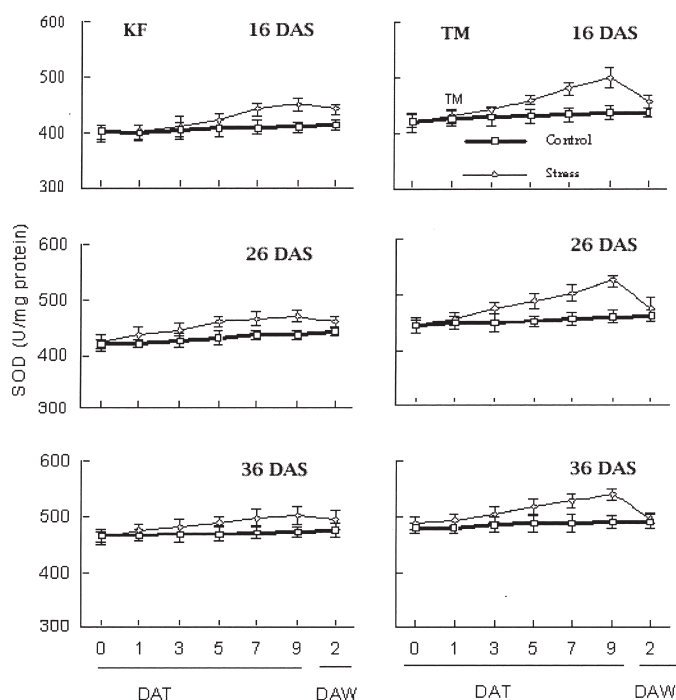 600
KF
16 DAS
TM
16 DAS
500
TM
400
Control
300
Stress
SOD (U/mg protein)
600
26 DAS
26 DAS
500
400
300
600
36 DAS
36 DAS
500
400
300
0 1 3 5 7 9 2
0 1 3 5 7 9 2
DAT
DAW
DAT
DAW